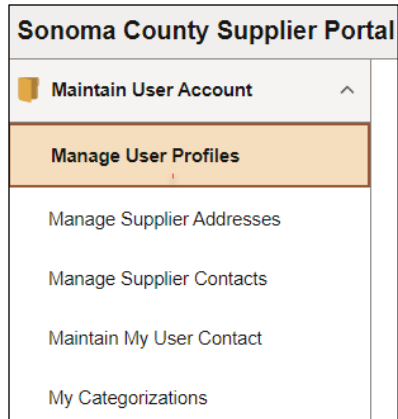 Sonoma County Supplier Portal
Maintain User Account
Manage User Profiles
Manage Supplier Addresses
Manage Supplier Contacts
Maintain My User Contact
My Categorizations